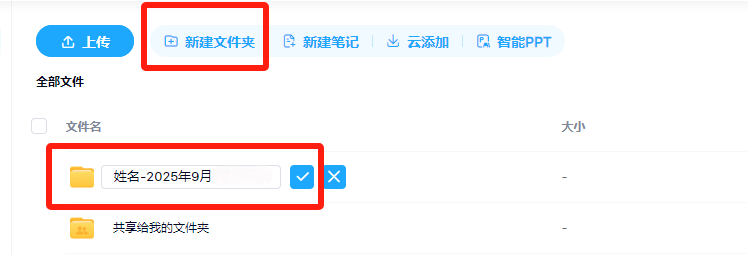 上传 新建文件夹 新建笔记 云添加 智能PPT
全部文件
文件名 大小
姓名-2025年9月 -
共享给我的文件夹 -